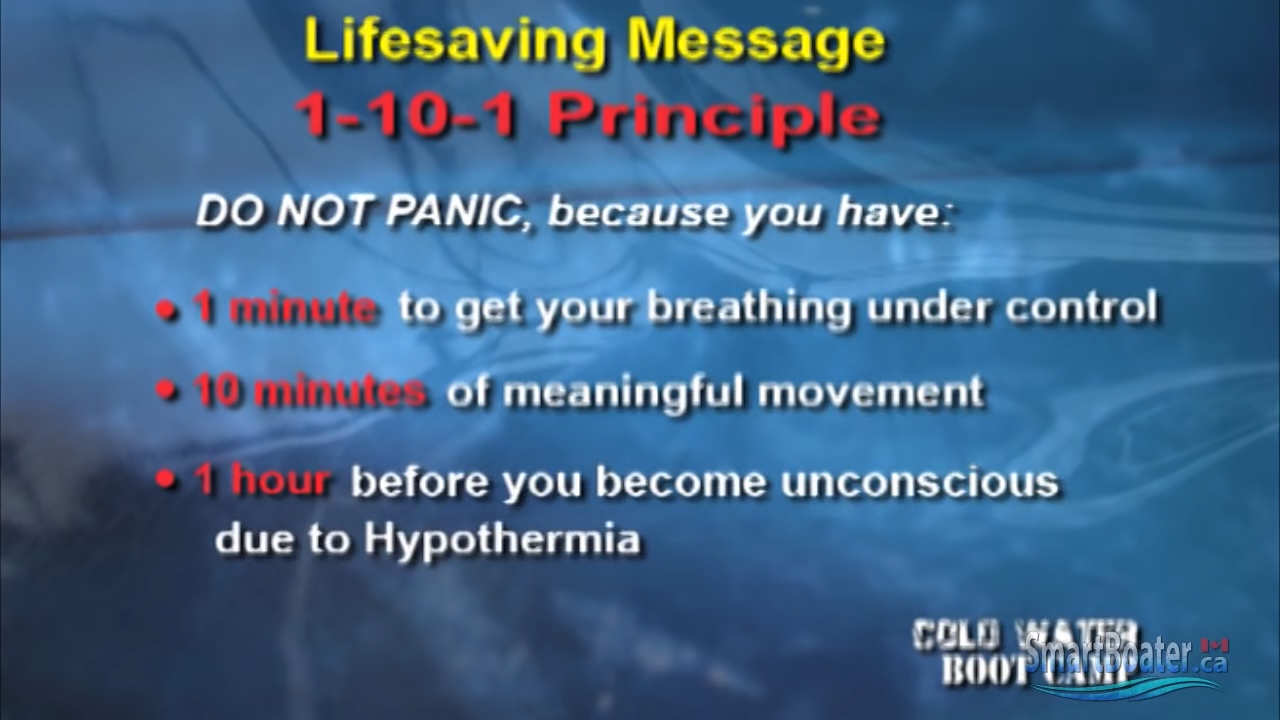 Lifesaving Message
1-10-1 Principle
DO NOT PANIC, because you have:
• 1 minute to get your breathing under control
• 10 minutes of meaningful movement
• 1 hour before you become unconscious
due to Hypothermia
COLD WATER
BOOT CAMP
SmartBoater.ca